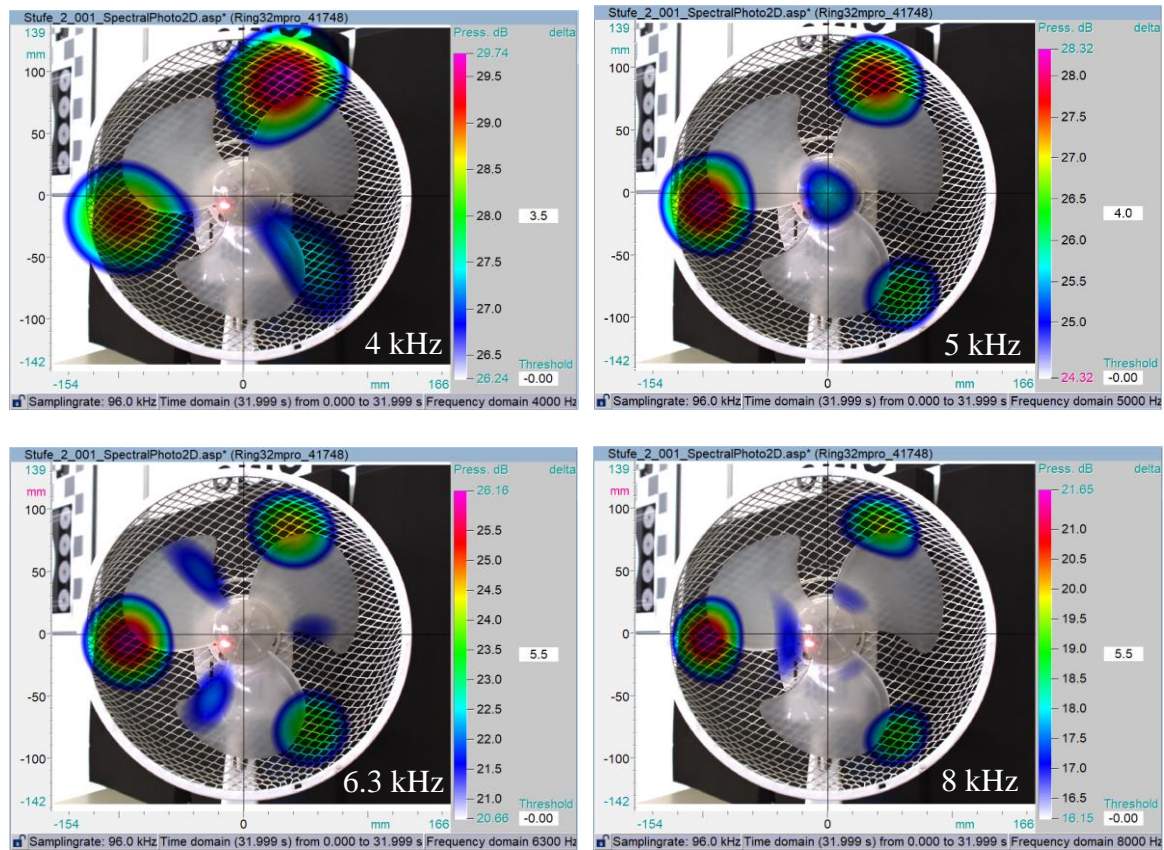 Stufe_2_001_SpectralPhoto2D.asp* (Ring32mpro_41748)
139 Press. dB delta
mm 29.74
29.5
100
29.0
50 28.5
0 28.0 3.5
-50 27.5
27.0
-100 4 kHz
26.5 Threshold
-142 26.24 -0.00
-154 0 mm 166
Samplingrate: 96.0 kHz Time domain (31.999 s) from 0.000 to 31.999 s Frequency domain 4000 Hz
Stufe_2_001_SpectralPhoto2D.asp* (Ring32mpro_41748)
139 Press. dB delta
mm 28.32
28.0
100
27.5
50 27.0
26.5
0 4.0
26.0
-50 25.5
-100 25.0
5 kHz
Threshold
-142 24.32 -0.00
-154 0 mm 166
Samplingrate: 96.0 kHz Time domain (31.999 s) from 0.000 to 31.999 s Frequency domain 5000 Hz
Stufe_2_001_SpectralPhoto2D.asp* (Ring32mpro_41748)
139 Press. dB delta
mm 26.16
100 25.5
25.0
50 24.5
24.0
0 23.5 5.5
23.0
-50 22.5
22.0
-100 21.5
6.3 kHz
21.0 Threshold
-142 20.66 -0.00
-154 0 mm 166
Samplingrate: 96.0 kHz Time domain (31.999 s) from 0.000 to 31.999 s Frequency domain 6300 Hz
Stufe_2_001_SpectralPhoto2D.asp* (Ring32mpro_41748)
139 Press. dB delta
mm 21.65
100 21.0
20.5
50 20.0
19.5
0 19.0 5.5
18.5
-50 18.0
17.5
-100 17.0
8 kHz
16.5 Threshold
-142 16.15 -0.00
-154 0 mm 166
Samplingrate: 96.0 kHz Time domain (31.999 s) from 0.000 to 31.999 s Frequency domain 8000 Hz